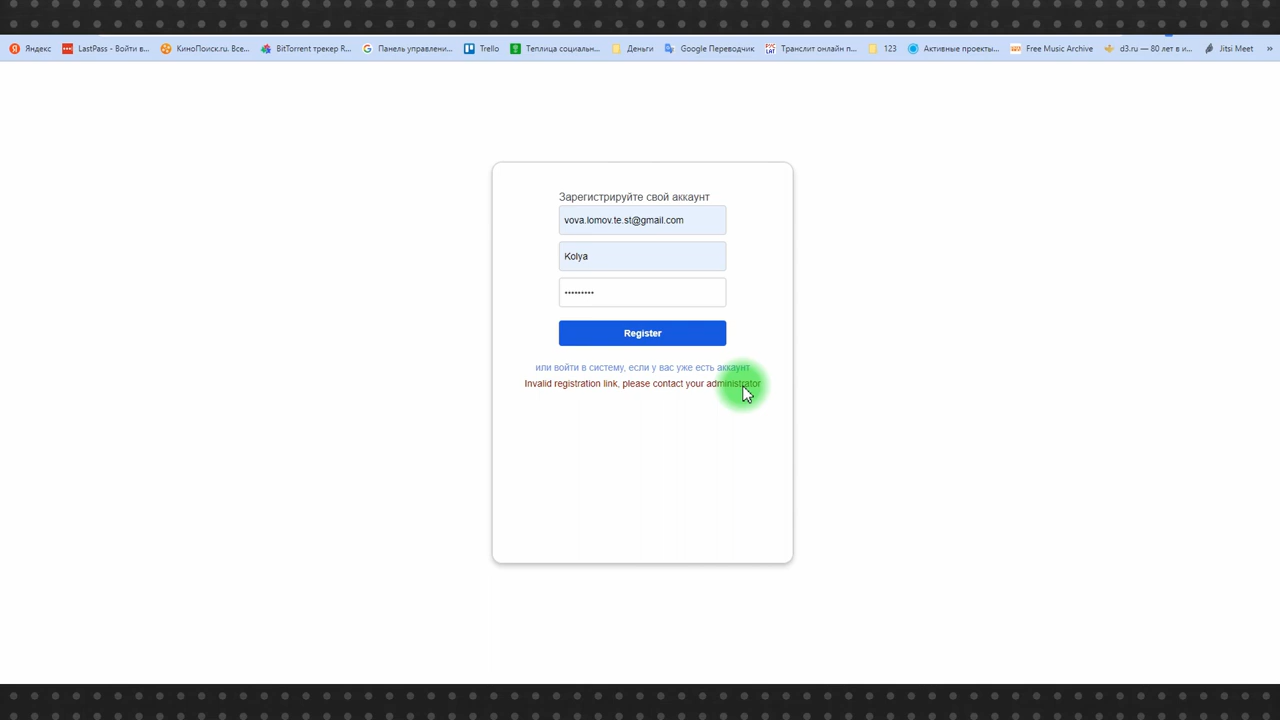 Яндекс LastPass - Войти в... КиноПоиск.ru. Все... BitTorrent трекер R... Панель управлени... Trello Теплица социальн... Деньги Google Переводчик Транслит онлайн п... 123 Активные проекты... Free Music Archive d3.ru — 80 лет в и... Jitsi Meet »
Зарегистрируйте свой аккаунт
vova.lomov.te.st@gmail.com
Kolya
•••••••••
Register
или войти в систему, если у вас уже есть аккаунт
Invalid registration link, please contact your administrator